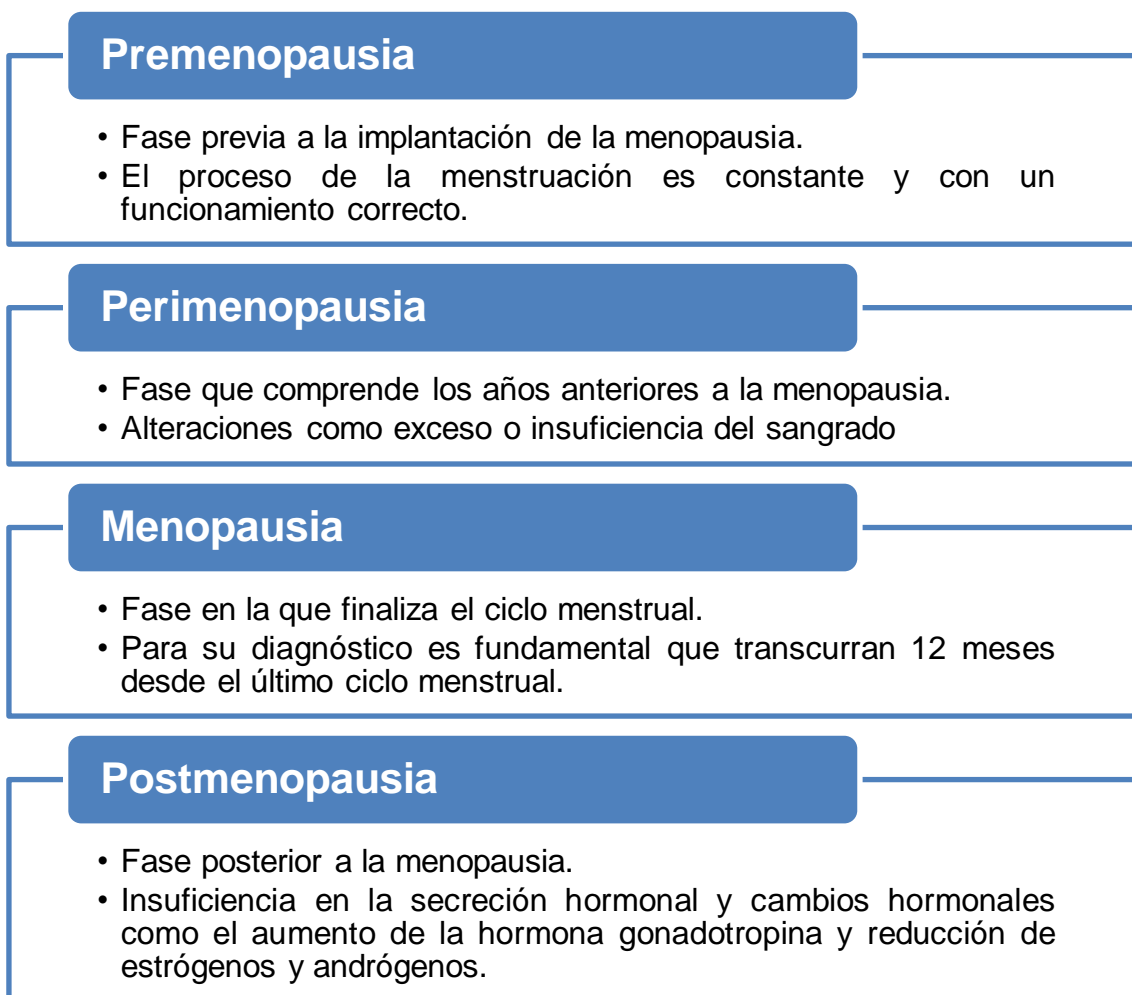 Premenopausia
• Fase previa a la implantación de la menopausia.
• El proceso de la menstruación es constante y con un
funcionamiento correcto.
Perimenopausia
• Fase que comprende los años anteriores a la menopausia.
• Alteraciones como exceso o insuficiencia del sangrado
Menopausia
• Fase en la que finaliza el ciclo menstrual.
• Para su diagnóstico es fundamental que transcurran 12 meses
desde el último ciclo menstrual.
Postmenopausia
• Fase posterior a la menopausia.
• Insuficiencia en la secreción hormonal y cambios hormonales
como el aumento de la hormona gonadotropina y reducción de
estrógenos y andrógenos.